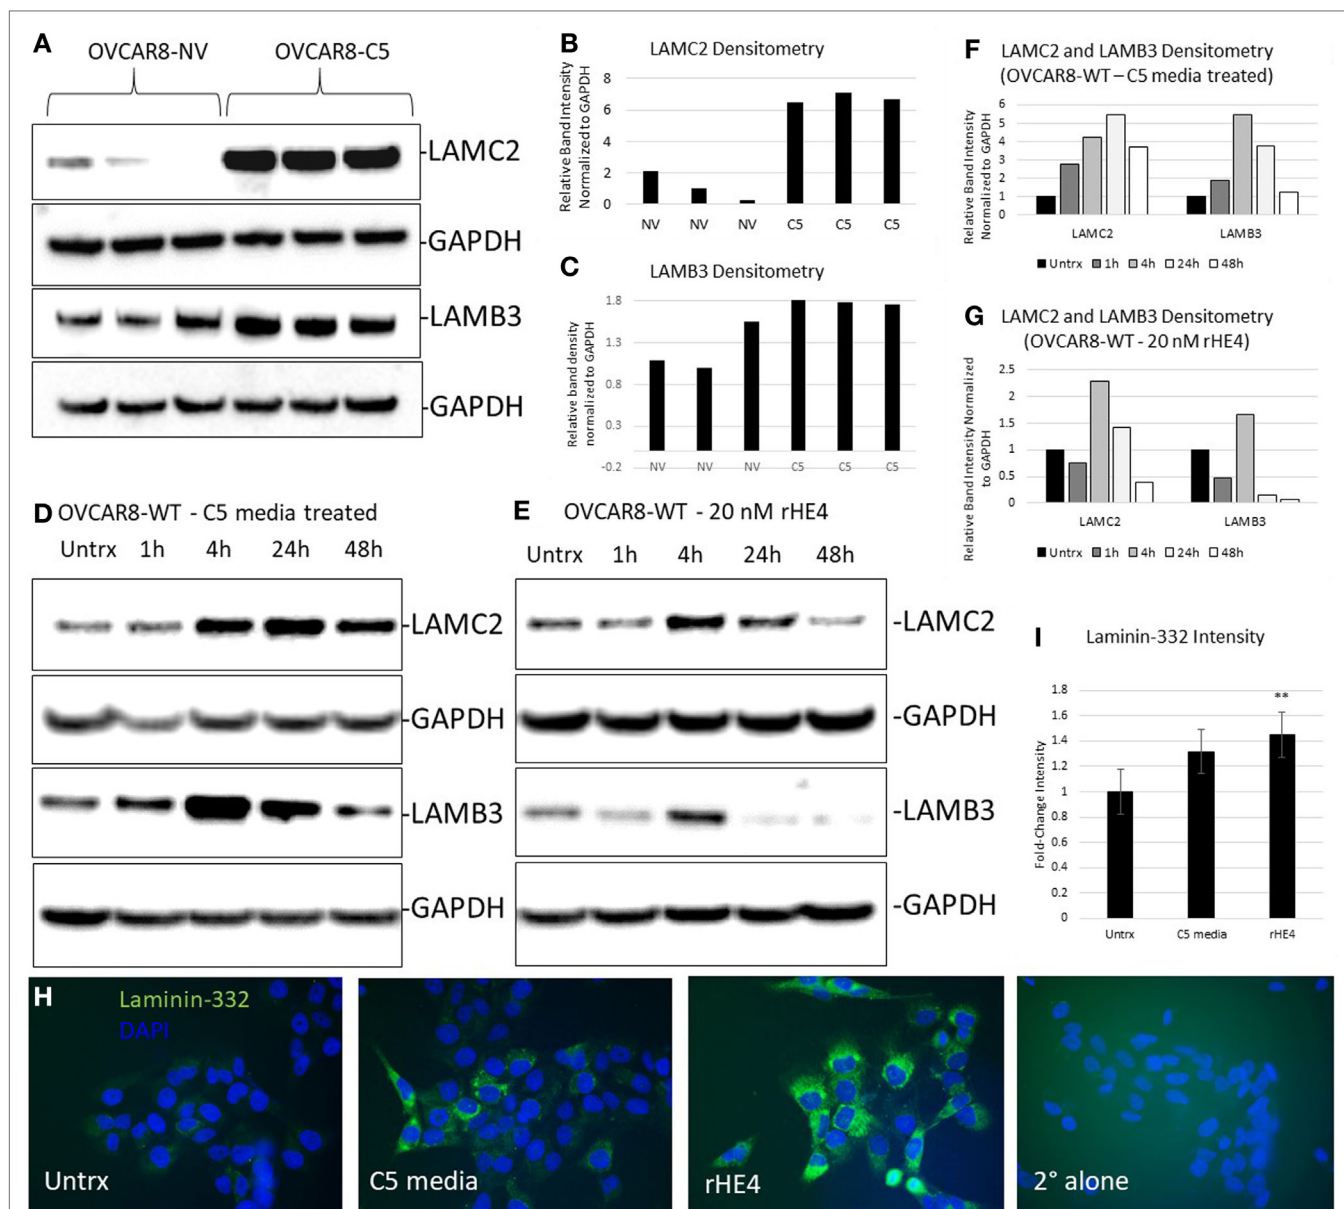 A
OVCAR8-NV
OVCAR8-C5
-LAMC2
-GAPDH
-LAMB3
-GAPDH
B
LAMC2 Densitometry
Relative Band Intensity
Normalized to GAPDH
8
6
4
2
0
NV NV NV C5 C5 C5
C
LAMB3 Densitometry
Relative band density
normalized to GAPDH
1.8
1.3
0.8
0.3
-0.2
NV NV NV C5 C5 C5
F
LAMC2 and LAMB3 Densitometry
(OVCAR8-WT – C5 media treated)
Relative Band Intensity
Normalized to GAPDH
6
5
4
3
2
1
0
LAMC2 LAMB3
Untrx 1h 4h 24h 48h
G
LAMC2 and LAMB3 Densitometry
(OVCAR8-WT - 20 nM rHE4)
Relative Band Intensity Normalized
to GAPDH
2.5
2
1.5
1
0.5
0
LAMC2 LAMB3
Untrx 1h 4h 24h 48h
D
OVCAR8-WT - C5 media treated
Untrx 1h 4h 24h 48h
-LAMC2
-GAPDH
-LAMB3
-GAPDH
E
OVCAR8-WT - 20 nM rHE4
Untrx 1h 4h 24h 48h
-LAMC2
-GAPDH
-LAMB3
-GAPDH
I
Laminin-332 Intensity
Fold-Change Intensity
1.8
1.6
1.4
1.2
1
0.8
0.6
0.4
0.2
0
**
Untrx C5 media rHE4
H
Laminin-332
DAPI
Untrx
C5 media
rHE4
2° alone